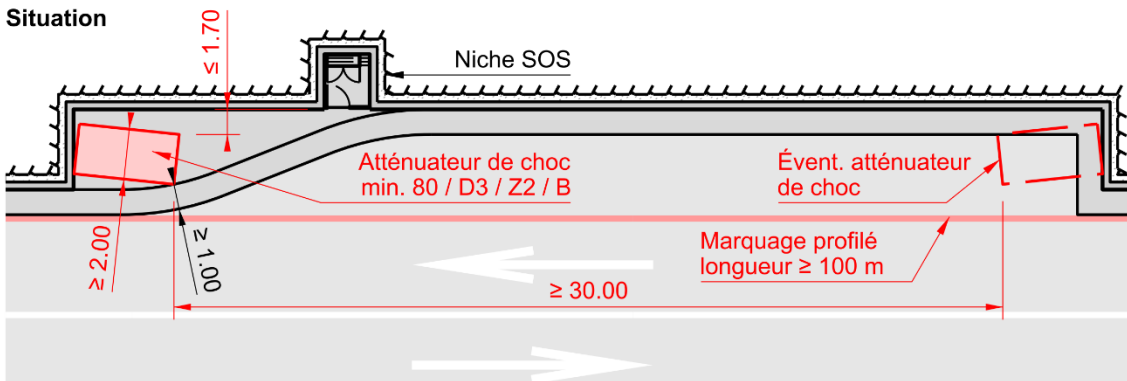 Situation
≤ 1.70
Niche SOS
Atténuateur de choc
min. 80 / D3 / Z2 / B
Évent. atténuateur
de choc
≥ 2.00
≥ 1.00
Marquage profilé
longueur ≥ 100 m
≥ 30.00